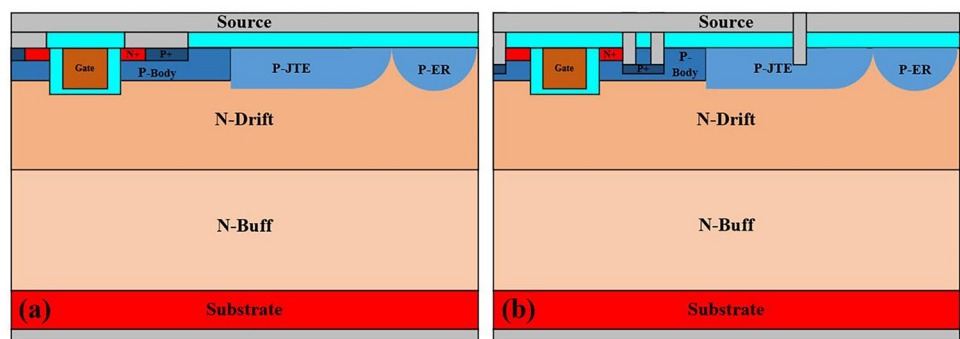 Source
Gate
N+
P+
P-Body
P-JTE
P-ER
N-Drift
N-Buff
(a)
Substrate
Source
Gate
N+
P+
P-
Body
P-JTE
P-ER
N-Drift
N-Buff
(b)
Substrate